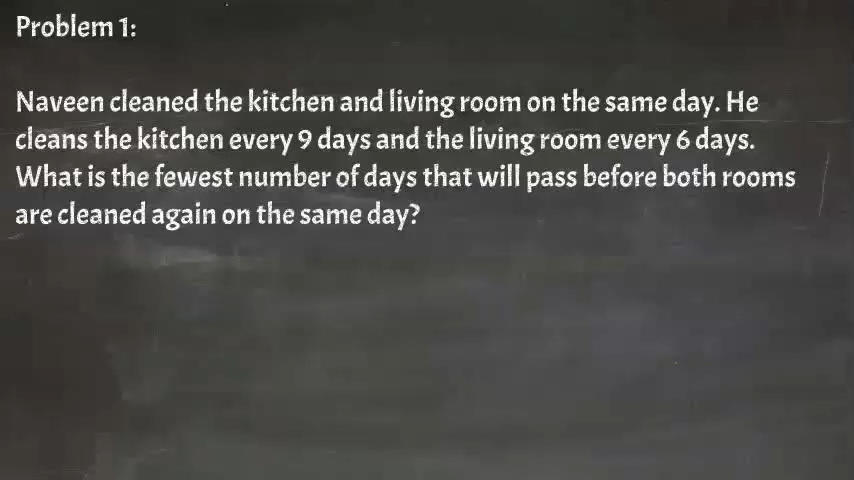 Problem 1:
Naveen cleaned the kitchen and living room on the same day. He
cleans the kitchen every 9 days and the living room every 6 days.
What is the fewest number of days that will pass before both rooms
are cleaned again on the same day?